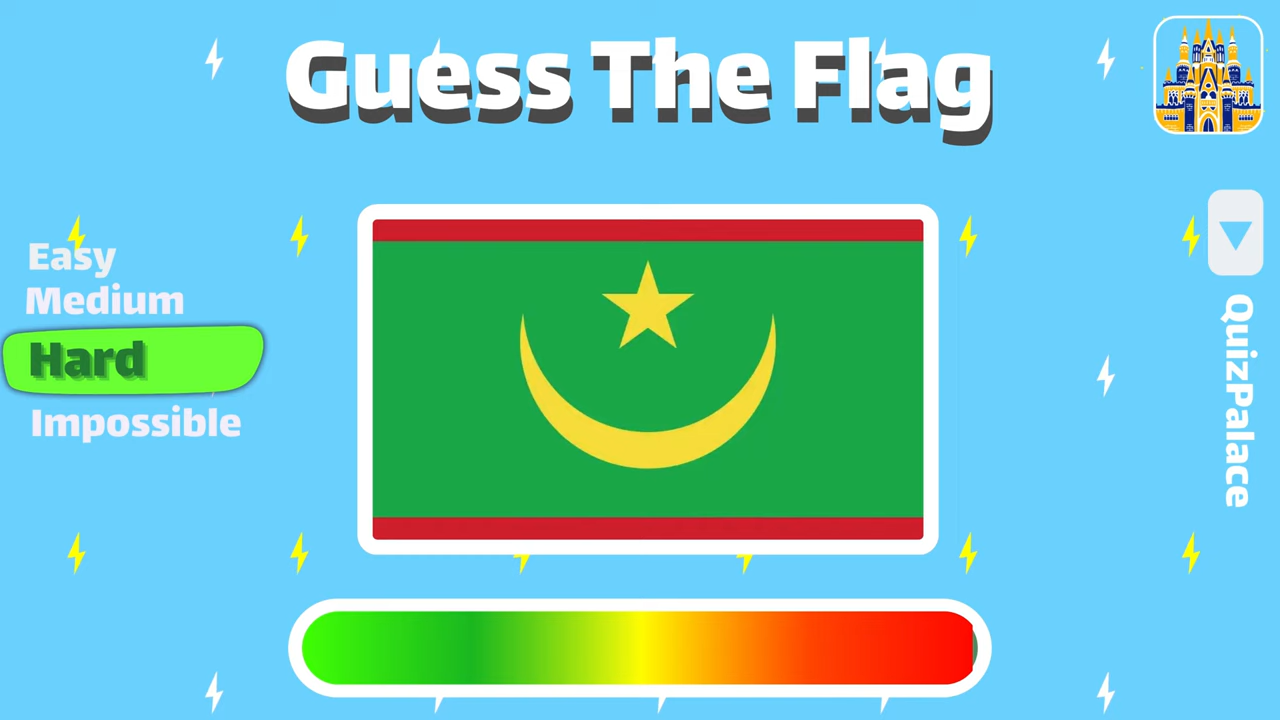 Guess The Flag
Easy
Medium
Hard
Impossible
QuizPalace